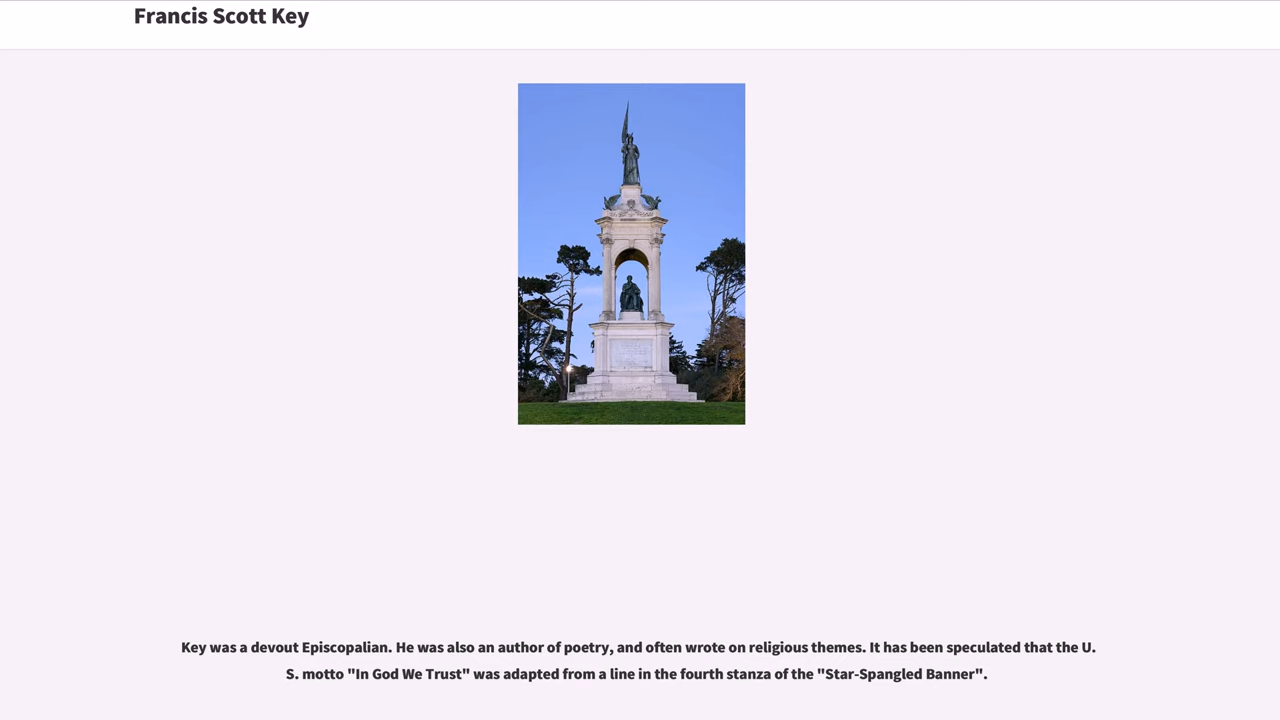 Francis Scott Key
Key was a devout Episcopalian. He was also an author of poetry, and often wrote on religious themes. It has been speculated that the U.
S. motto "In God We Trust" was adapted from a line in the fourth stanza of the "Star-Spangled Banner".